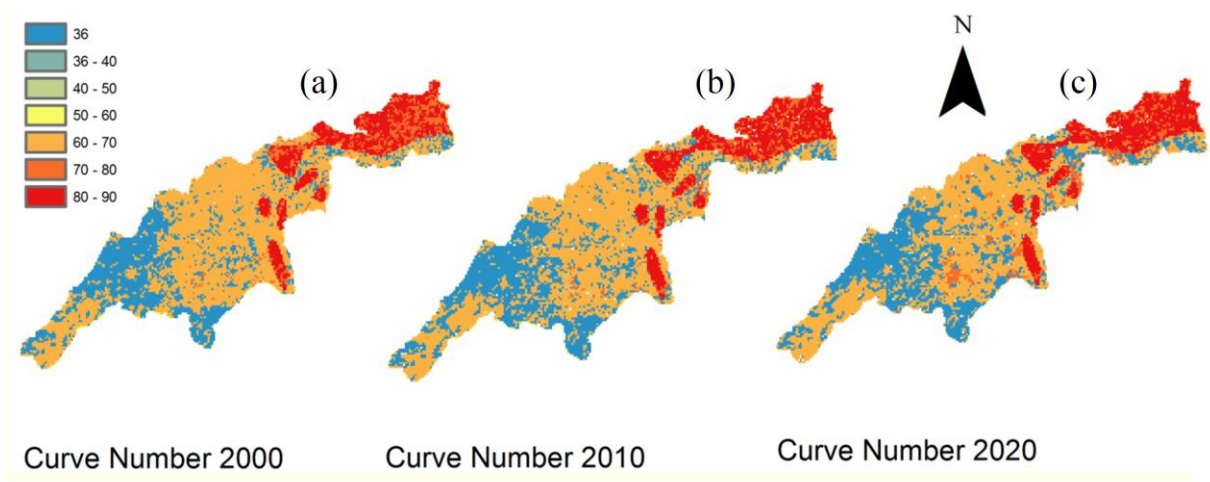 36
36 - 40
40 - 50
50 - 60
60 - 70
70 - 80
80 - 90
(a)
(b)
N
(c)
Curve Number 2000
Curve Number 2010
Curve Number 2020